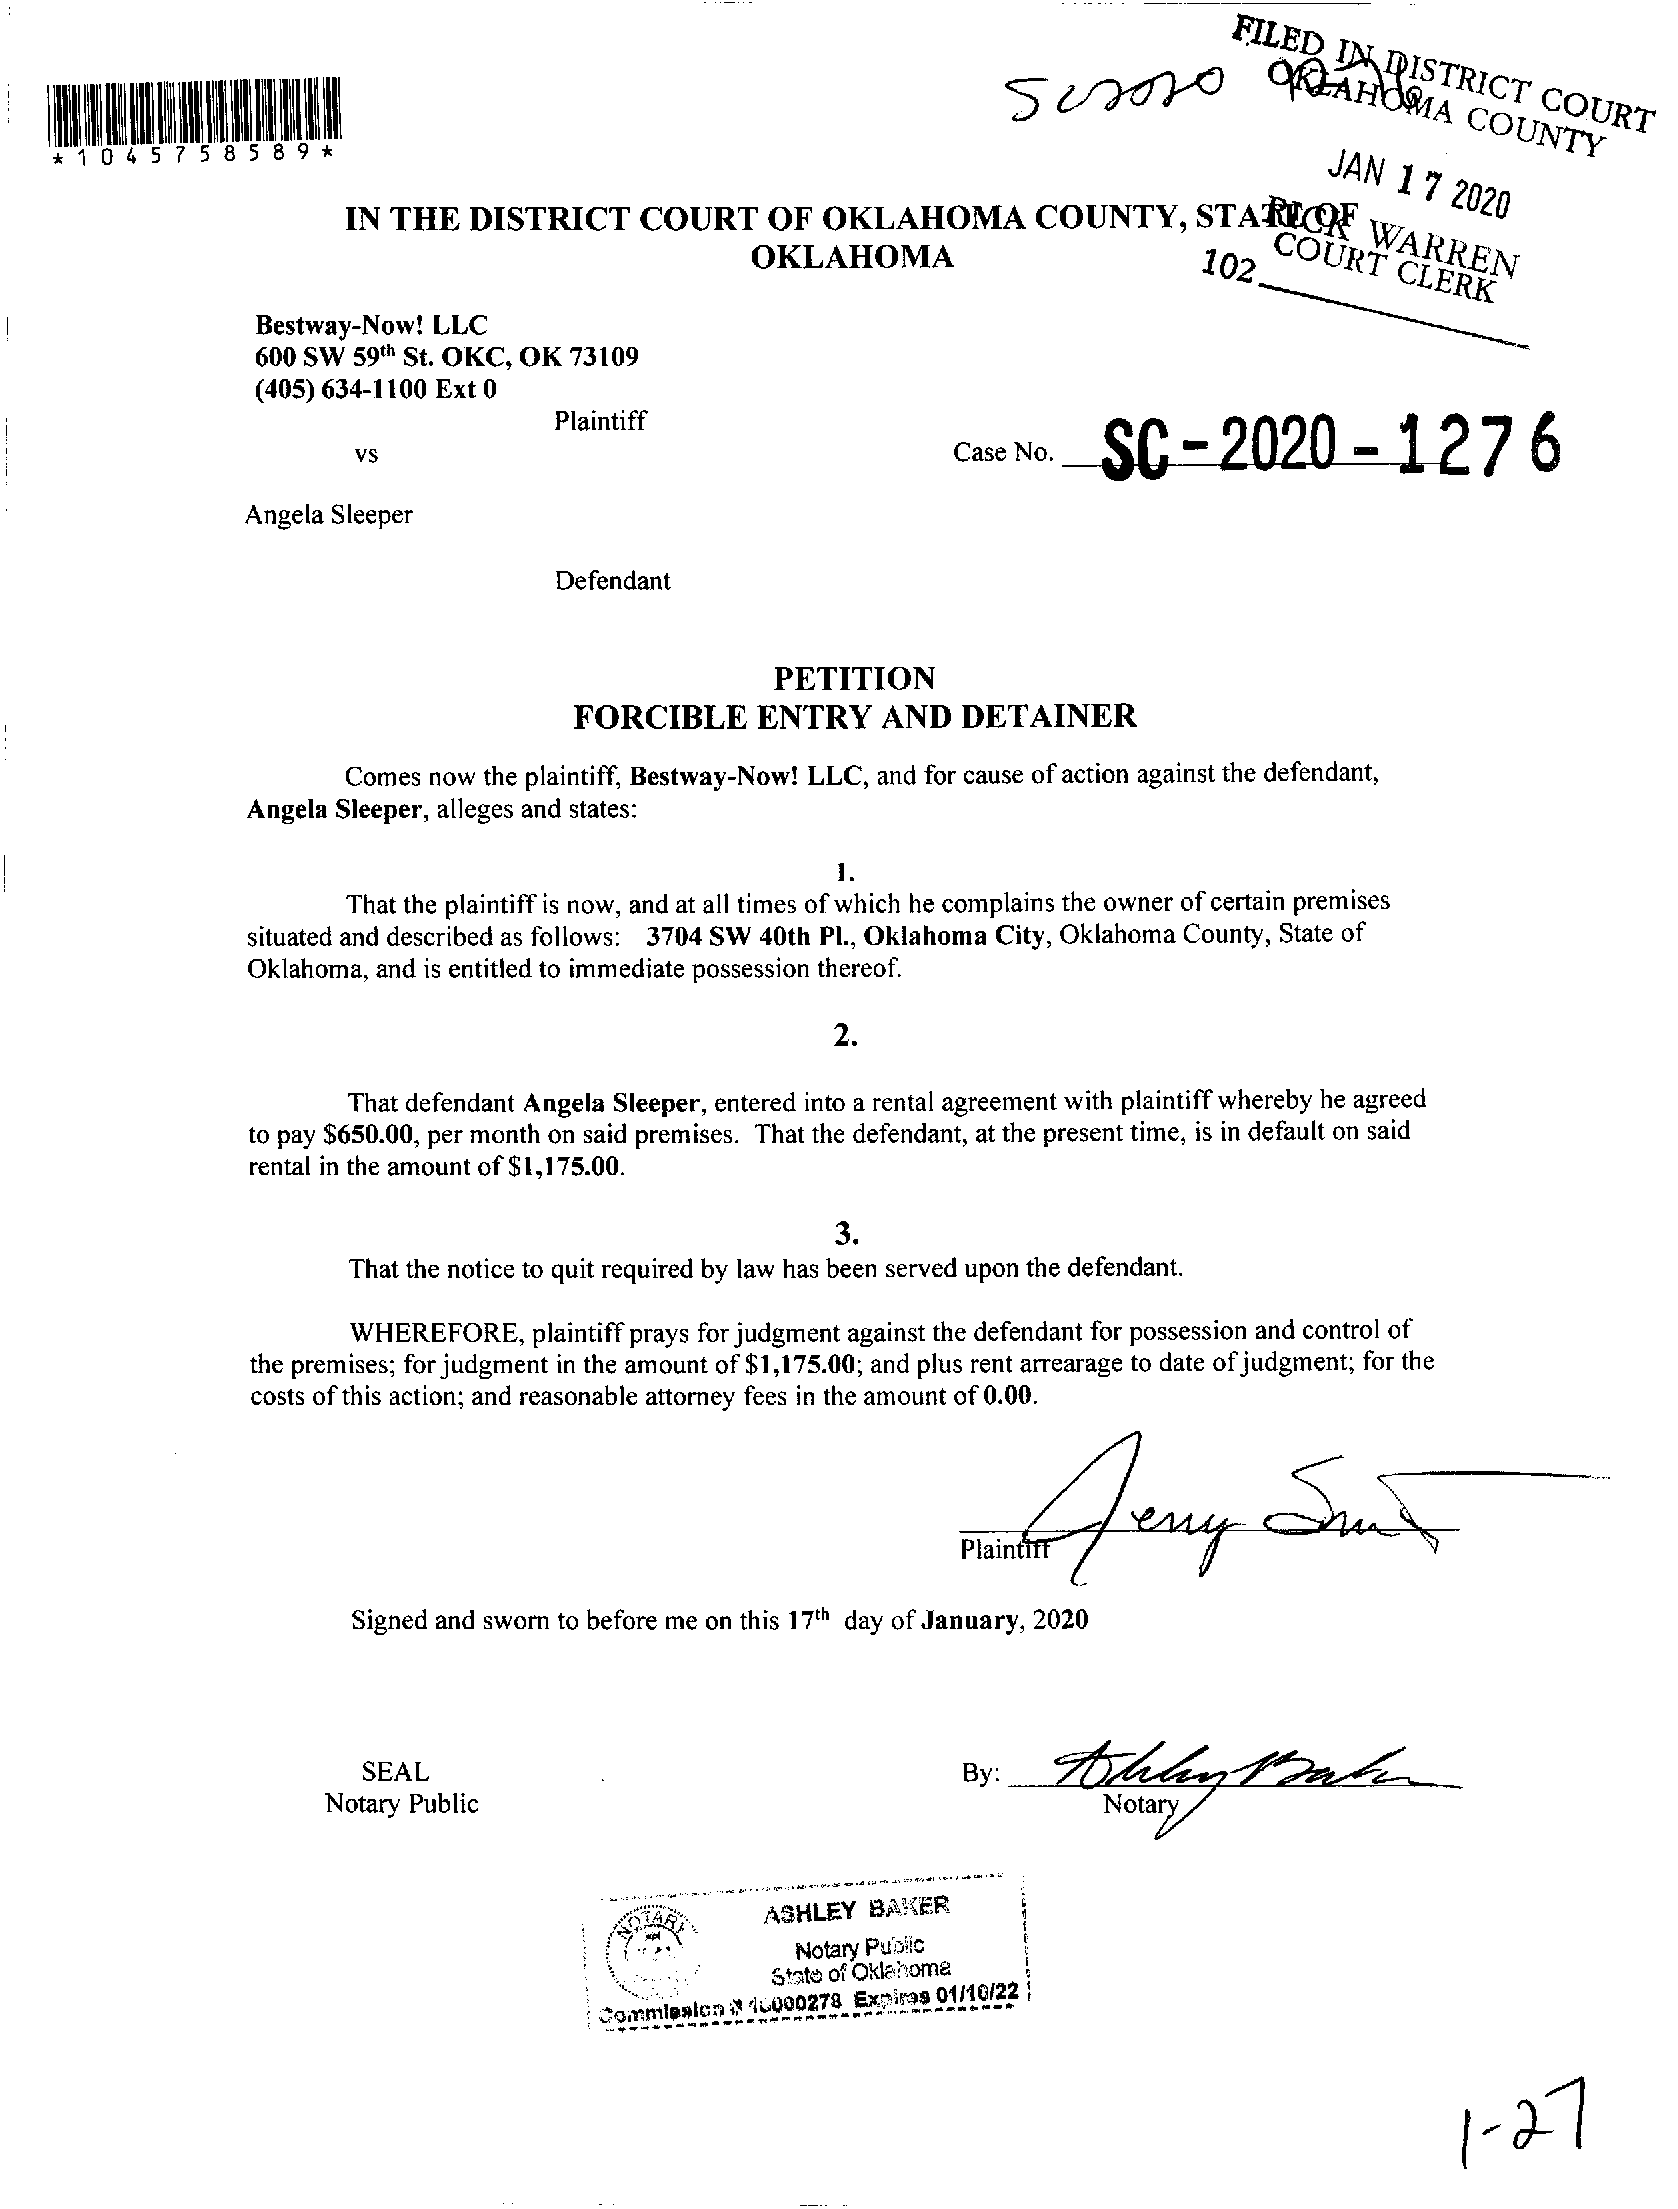 FILED IN DISTRICT COURT
OKLAHOMA COUNTY
*1045758589*
JAN 17 2020
RICK WARREN
COURT CLERK
102
IN THE DISTRICT COURT OF OKLAHOMA COUNTY, STATE OF
OKLAHOMA
Bestway-Now! LLC
600 SW 59th St. OKC, OK 73109
(405) 634-1100 Ext 0
Plaintiff
vs
Case No. SC-2020-1276
Angela Sleeper
Defendant
PETITION
FORCIBLE ENTRY AND DETAINER
Comes now the plaintiff, Bestway-Now! LLC, and for cause of action against the defendant,
Angela Sleeper, alleges and states:
1.
That the plaintiff is now, and at all times of which he complains the owner of certain premises
situated and described as follows: 3704 SW 40th Pl., Oklahoma City, Oklahoma County, State of
Oklahoma, and is entitled to immediate possession thereof.
2.
That defendant Angela Sleeper, entered into a rental agreement with plaintiff whereby he agreed
to pay $650.00, per month on said premises. That the defendant, at the present time, is in default on said
rental in the amount of $1,175.00.
3.
That the notice to quit required by law has been served upon the defendant.
WHEREFORE, plaintiff prays for judgment against the defendant for possession and control of
the premises; for judgment in the amount of $1,175.00; and plus rent arrearage to date of judgment; for the
costs of this action; and reasonable attorney fees in the amount of 0.00.
Jerry
Plaintiff
Signed and sworn to before me on this 17th day of January, 2020
SEAL
Notary Public
By: Ashley Baker
Notary
NOTARY
ASHLEY BAKER
Notary Public
State of Oklahoma
Commission # Expires 01/10/22
1-27